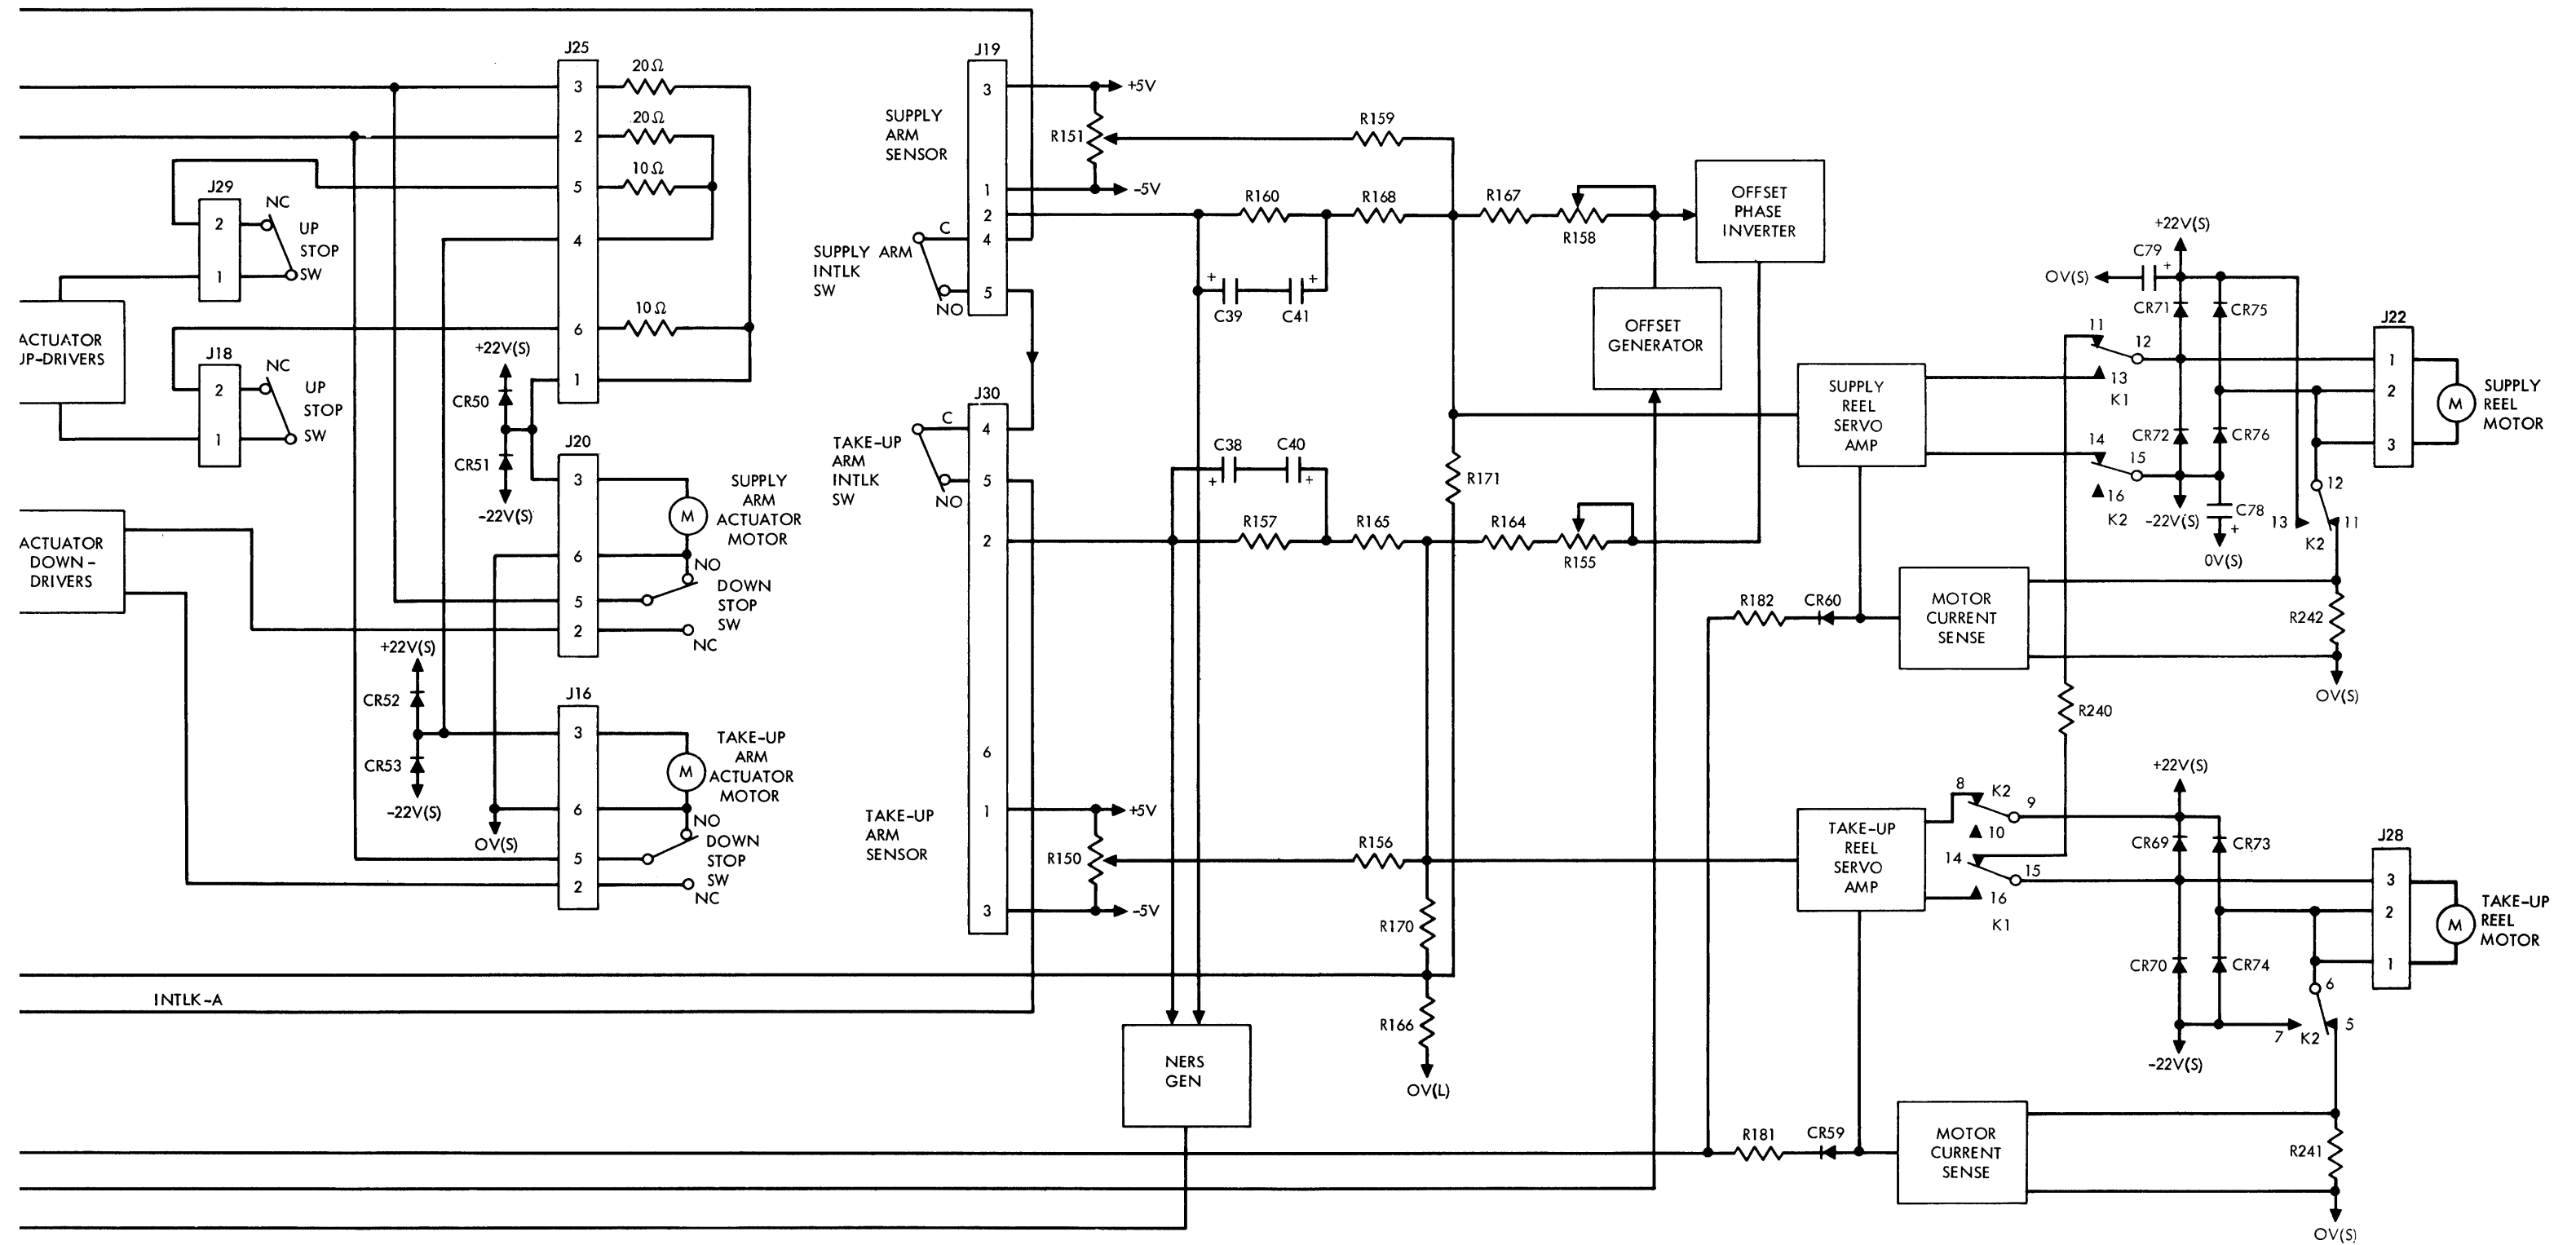 J25
3
20Ω
2
20Ω
5
10Ω
4
6
10Ω
1
J29
2
1
NC
UP
STOP
SW
ACTUATOR
UP-DRIVERS
J18
2
1
NC
UP
STOP
SW
+22V(S)
CR50
CR51
-22V(S)
J20
3
6
5
2
SUPPLY
ARM
ACTUATOR
MOTOR
M
NO
DOWN
STOP
SW
NC
ACTUATOR
DOWN-
DRIVERS
+22V(S)
CR52
CR53
-22V(S)
0V(S)
J16
3
6
5
2
TAKE-UP
ARM
ACTUATOR
MOTOR
M
NO
DOWN
STOP
SW
NC
INTLK-A
J19
3
1
2
4
5
SUPPLY
ARM
SENSOR
R151
+5V
-5V
C
SUPPLY ARM
INTLK
SW
NO
J30
4
5
2
6
1
3
C
TAKE-UP
ARM
INTLK
SW
NO
TAKE-UP
ARM
SENSOR
R150
+5V
-5V
R159
R160
R168
R167
R158
+
+
C39
C41
C38
C40
+
+
R157
R165
R164
R155
R171
R156
R170
R166
0V(L)
NERS
GEN
OFFSET
PHASE
INVERTER
OFFSET
GENERATOR
SUPPLY
REEL
SERVO
AMP
R182
CR60
MOTOR
CURRENT
SENSE
R242
0V(S)
11
12
13
K1
14
15
16
K2
+22V(S)
C79
+
0V(S)
CR71
CR75
CR72
CR76
-22V(S)
C78
+
0V(S)
J22
1
2
3
M
SUPPLY
REEL
MOTOR
12
13
11
K2
R240
TAKE-UP
REEL
SERVO
AMP
8
K2
9
10
14
15
16
K1
+22V(S)
CR69
CR73
CR70
CR74
-22V(S)
J28
3
2
1
M
TAKE-UP
REEL
MOTOR
6
7
K2
5
R181
CR59
MOTOR
CURRENT
SENSE
R241
0V(S)